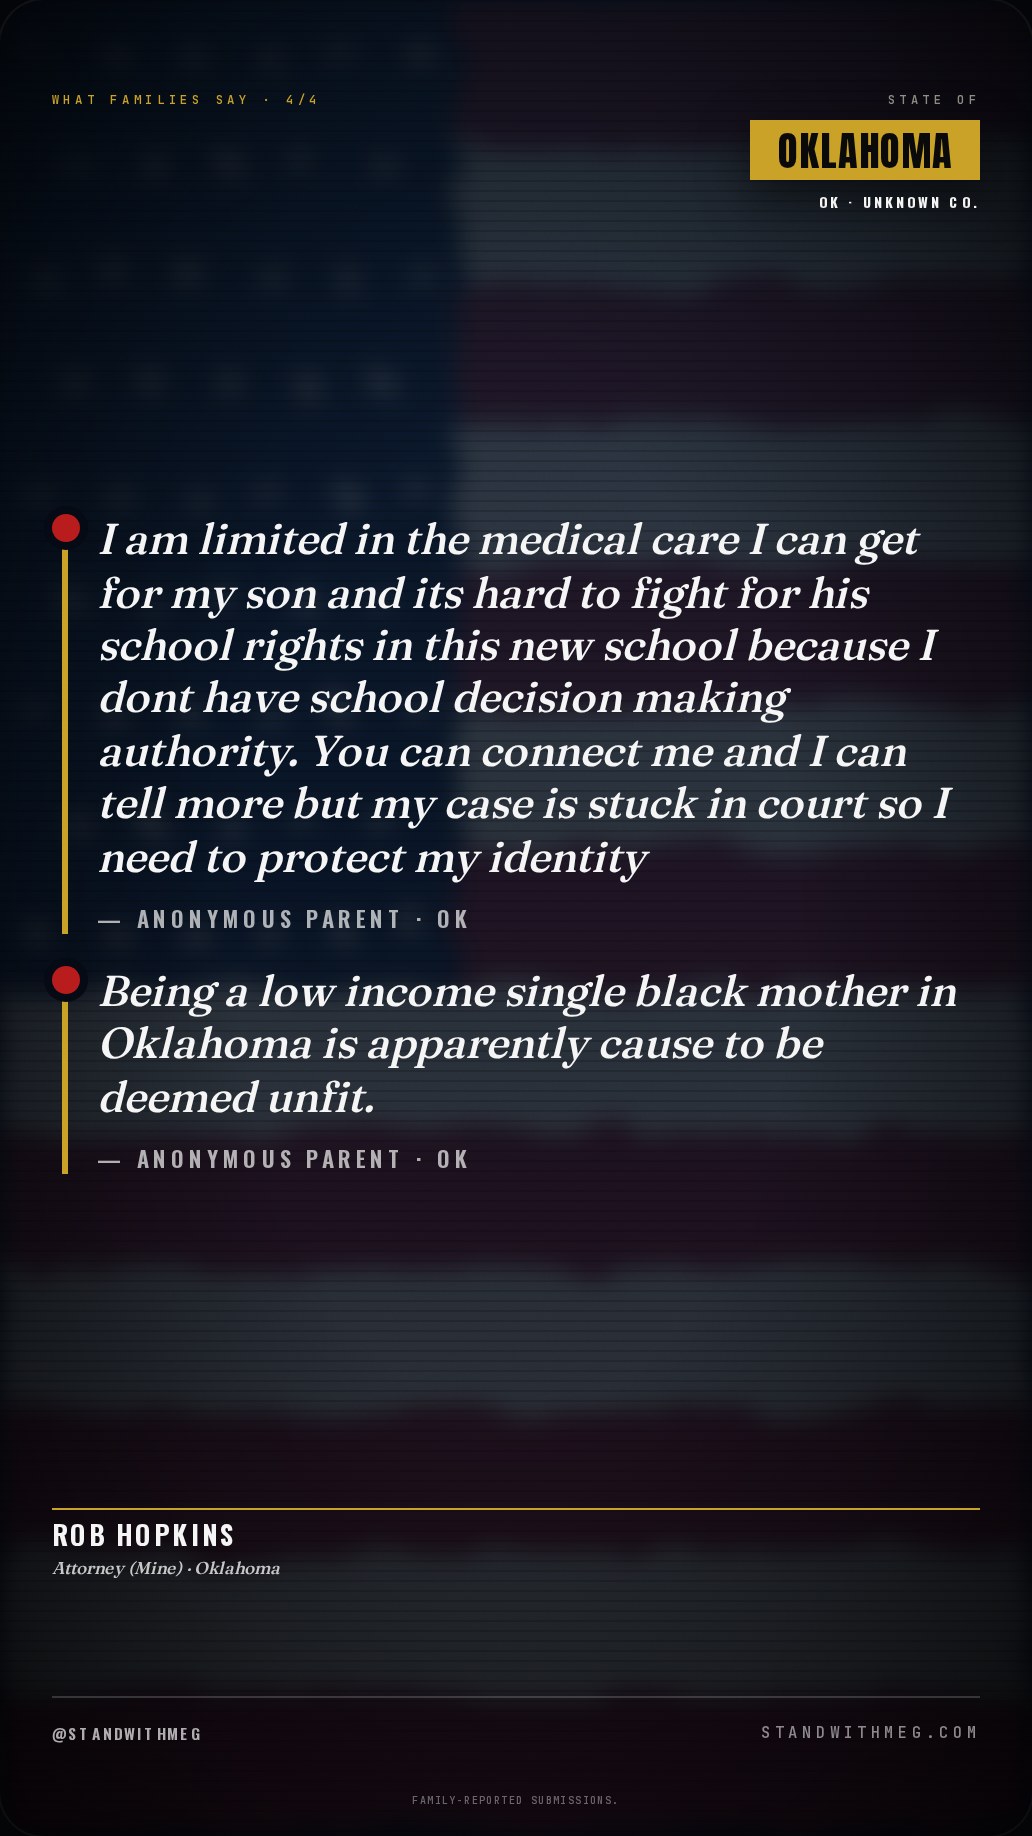 WHAT FAMILIES SAY · 4/4
STATE OF
OKLAHOMA
OK · UNKNOWN CO.
I am limited in the medical care I can get
for my son and its hard to fight for his
school rights in this new school because I
dont have school decision making
authority. You can connect me and I can
tell more but my case is stuck in court so I
need to protect my identity
— ANONYMOUS PARENT · OK
Being a low income single black mother in
Oklahoma is apparently cause to be
deemed unfit.
— ANONYMOUS PARENT · OK
ROB HOPKINS
Attorney (Mine) · Oklahoma
@STANDWITHMEG
STANDWITHMEG.COM
FAMILY-REPORTED SUBMISSIONS.